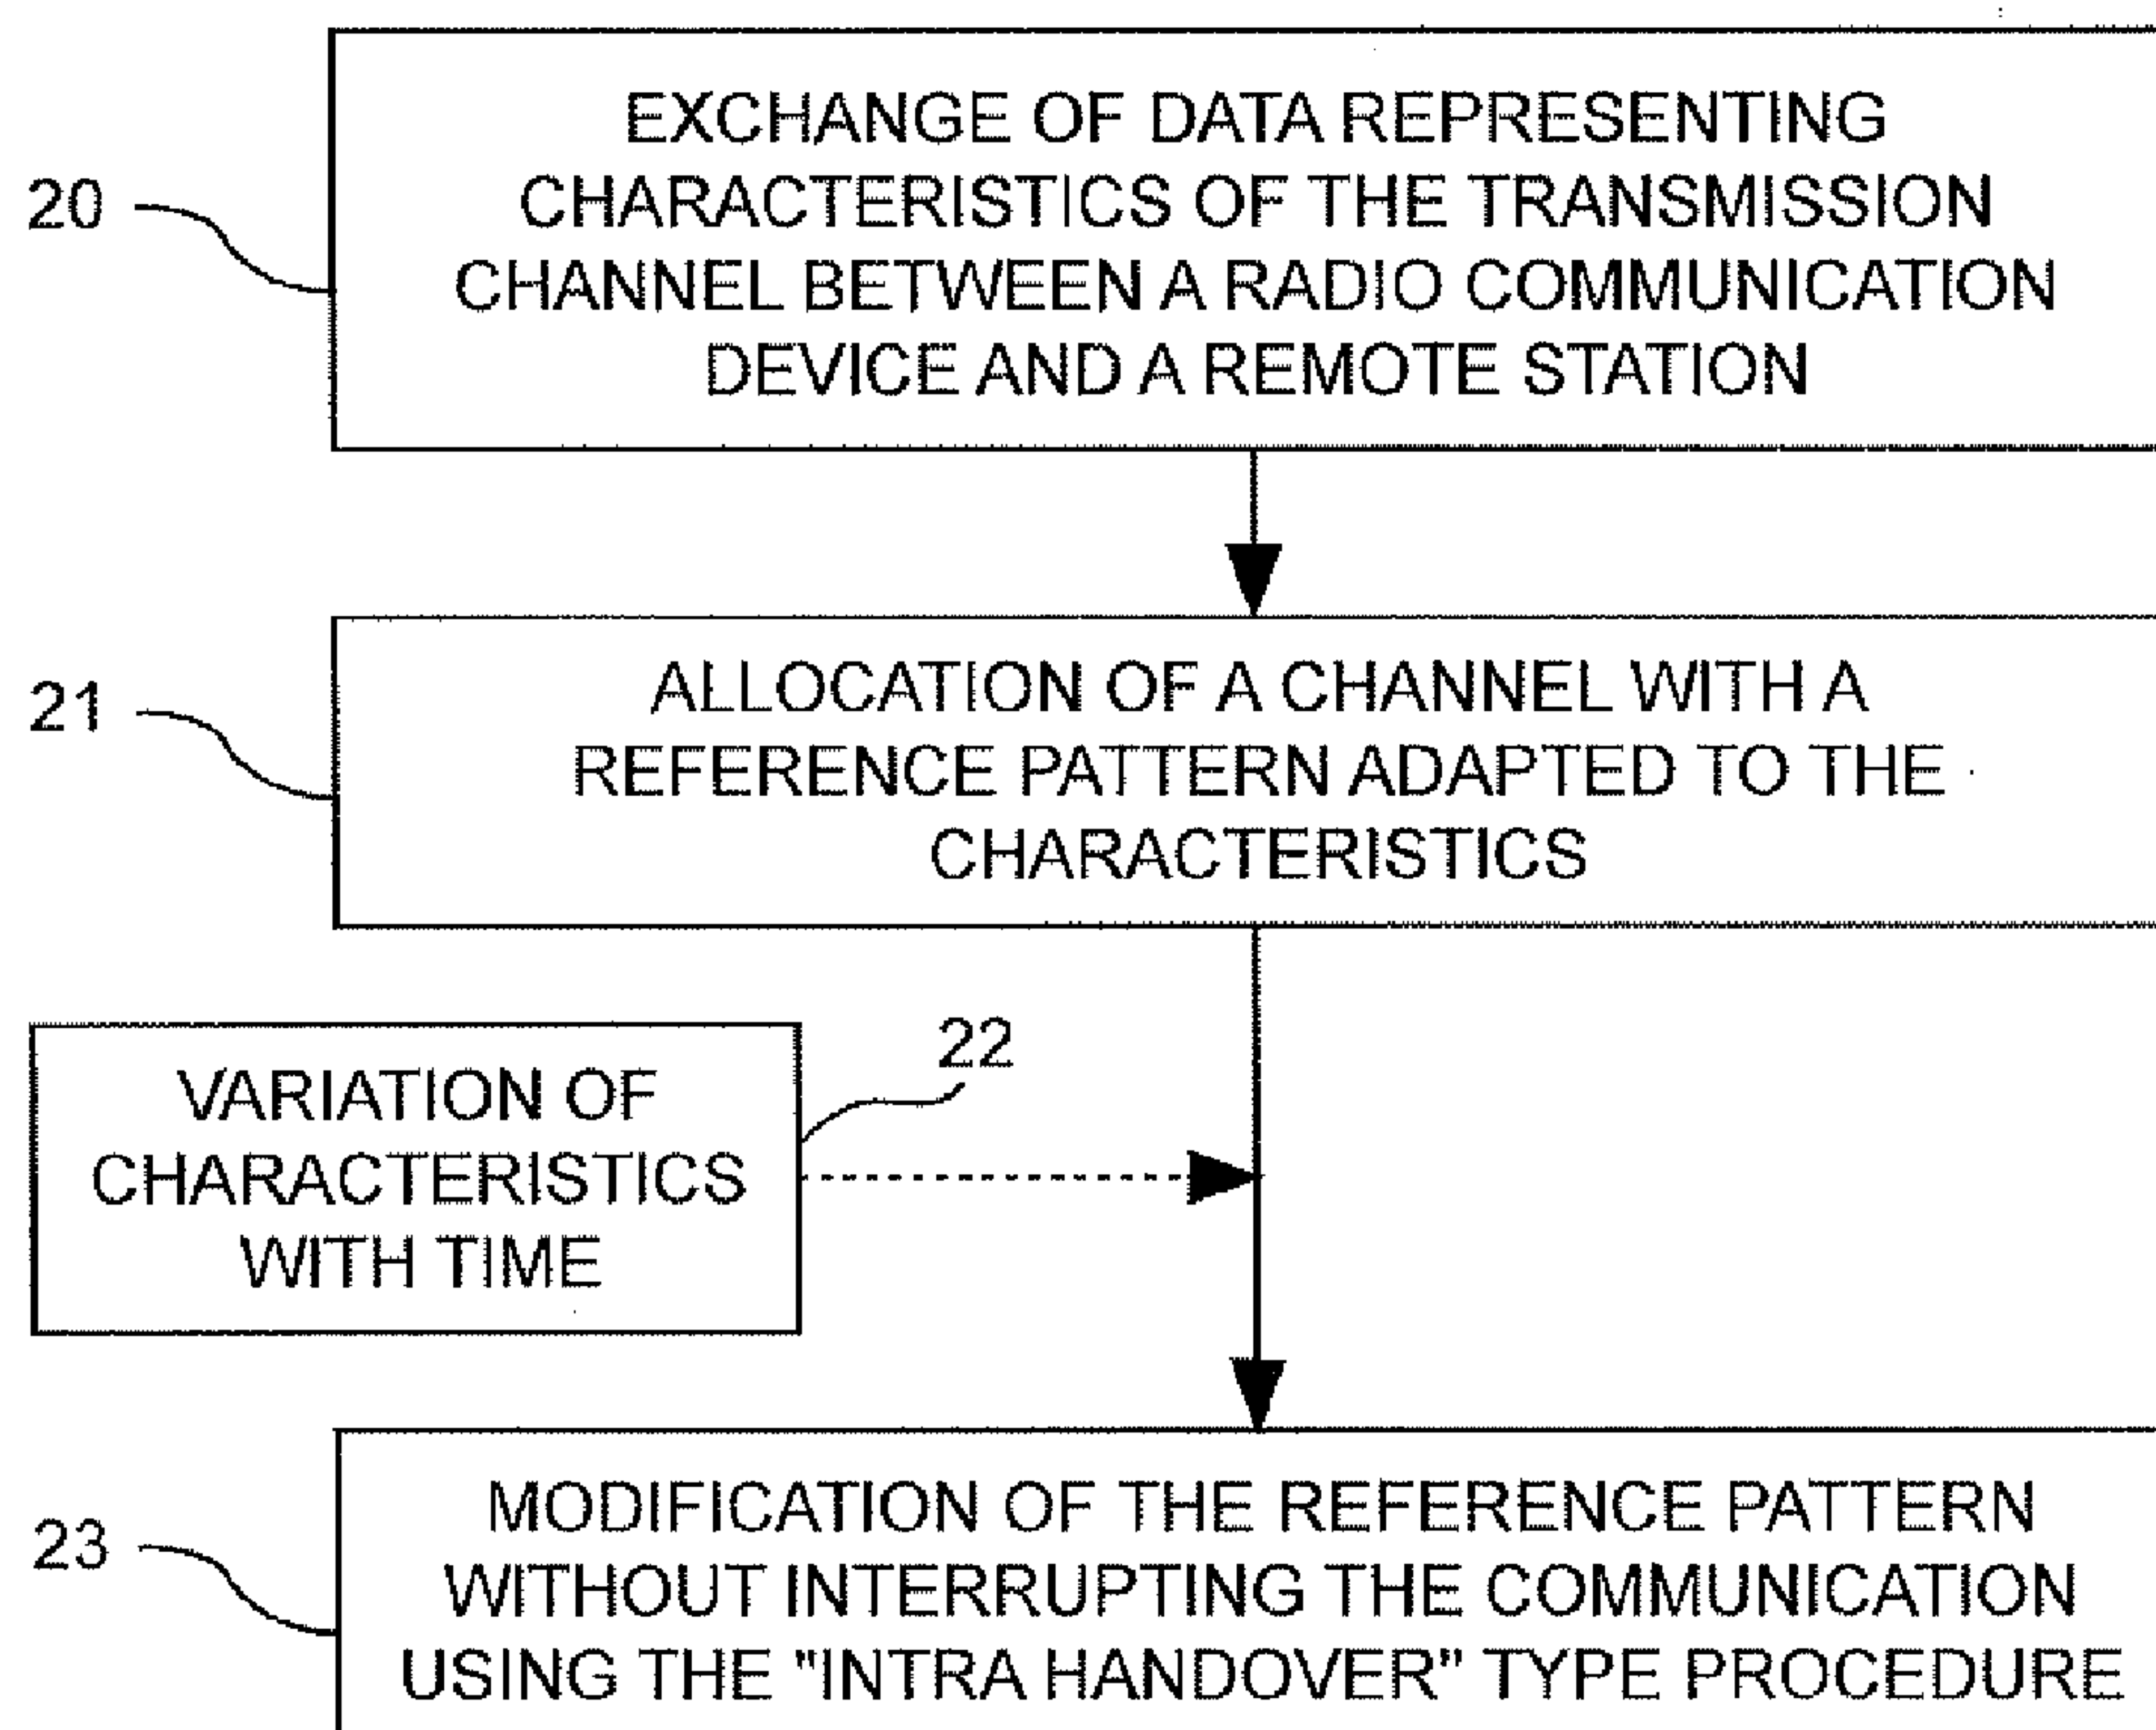 EXCHANGE OF DATA REPRESENTING
CHARACTERISTICS OF THE TRANSMISSION
CHANNEL BETWEEN A RADIO COMMUNICATION
DEVICE AND A REMOTE STATION
20
ALLOCATION OF A CHANNEL WITH A
REFERENCE PATTERN ADAPTED TO THE
CHARACTERISTICS
21
VARIATION OF
CHARACTERISTICS
WITH TIME
22
MODIFICATION OF THE REFERENCE PATTERN
WITHOUT INTERRUPTING THE COMMUNICATION
USING THE "INTRA HANDOVER" TYPE PROCEDURE
23